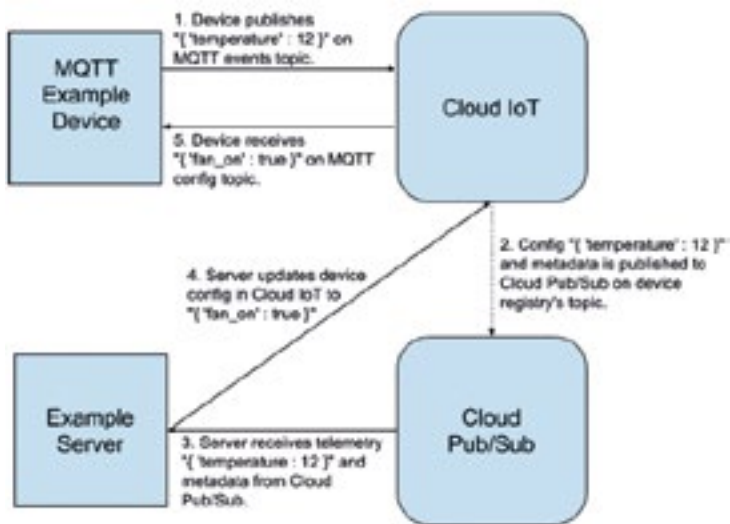 1. Device publishes
"{ 'temperature' : 12 }" on
MQTT events topic.
MQTT
Example
Device
Cloud IoT
5. Device receives
"{ 'fan_on' : true }" on MQTT
config topic.
2. Config "{ 'temperature' : 12 }"
and metadata is published to
Cloud Pub/Sub on device
registry's topic.
4. Server updates device
config in Cloud IoT to
"{ 'fan_on' : true }"
Example
Server
Cloud
Pub/Sub
3. Server receives telemetry
"{ 'temperature : 12 }" and
metadata from Cloud
Pub/Sub.